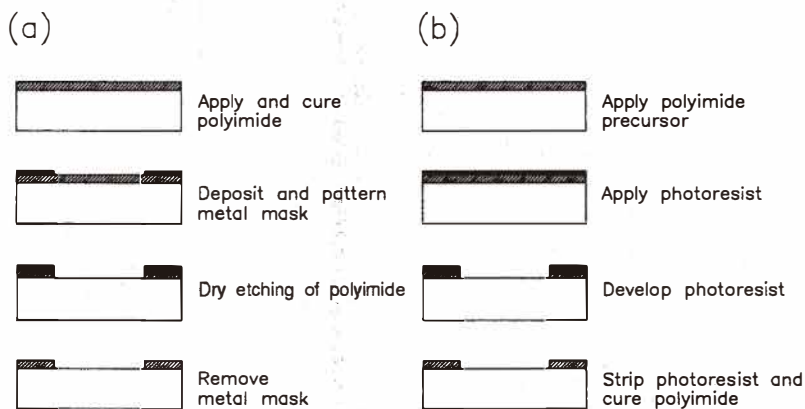 (a)
Apply and cure
polyimide
Deposit and pattern
metal mask
Dry etching of polyimide
Remove
metal mask
(b)
Apply polyimide
precursor
Apply photoresist
Develop photoresist
Strip photoresist and
cure polyimide